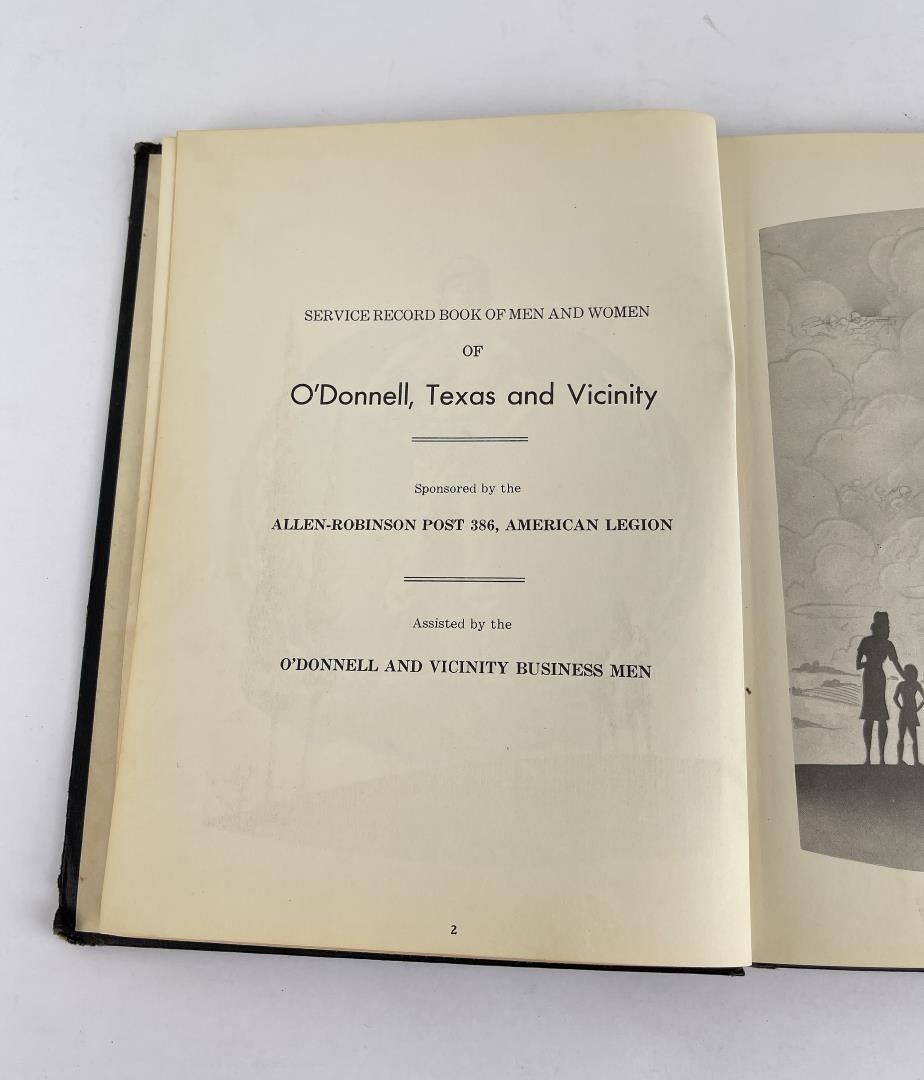 SERVICE RECORD BOOK OF MEN AND WOMEN
OF
O'Donnell, Texas and Vicinity
Sponsored by the
ALLEN-ROBINSON POST 386, AMERICAN LEGION
Assisted by the
O'DONNELL AND VICINITY BUSINESS MEN
2